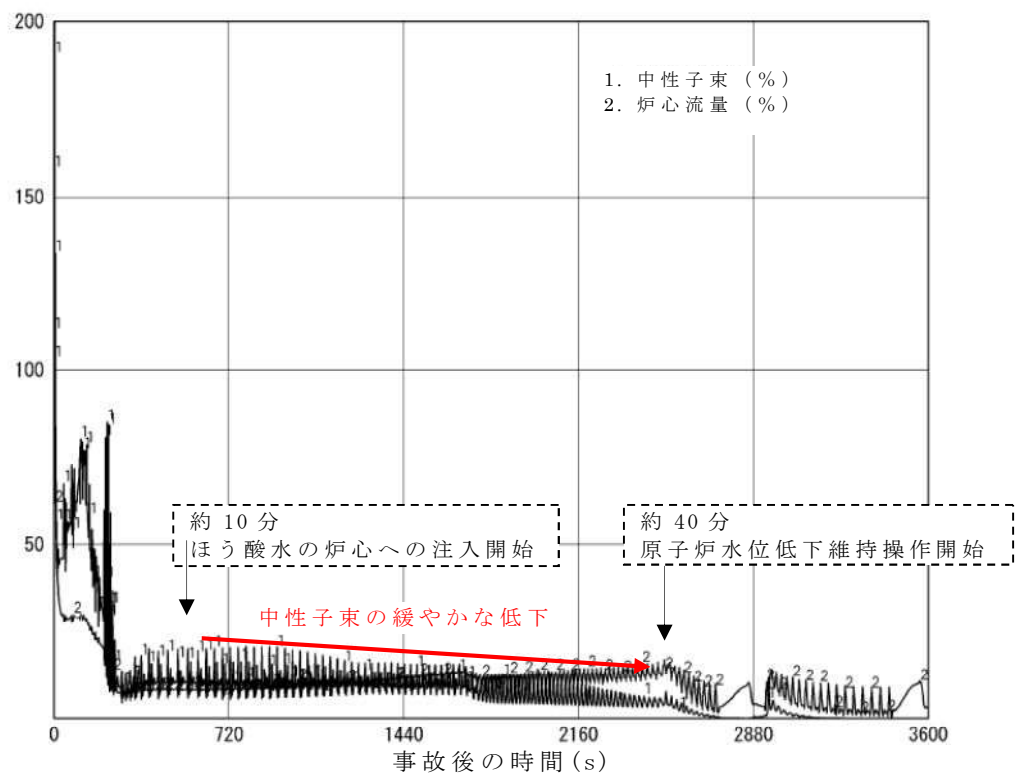 200
150
100
50
1. 中性子束（%）
2. 炉心流量（%）
約 10 分
ほう酸水の炉心への注入開始
約 40 分
原子炉水位低下維持操作開始
中性子束の緩やかな低下
0 720 1440 2160 2880 3600
事故後の時間(s)